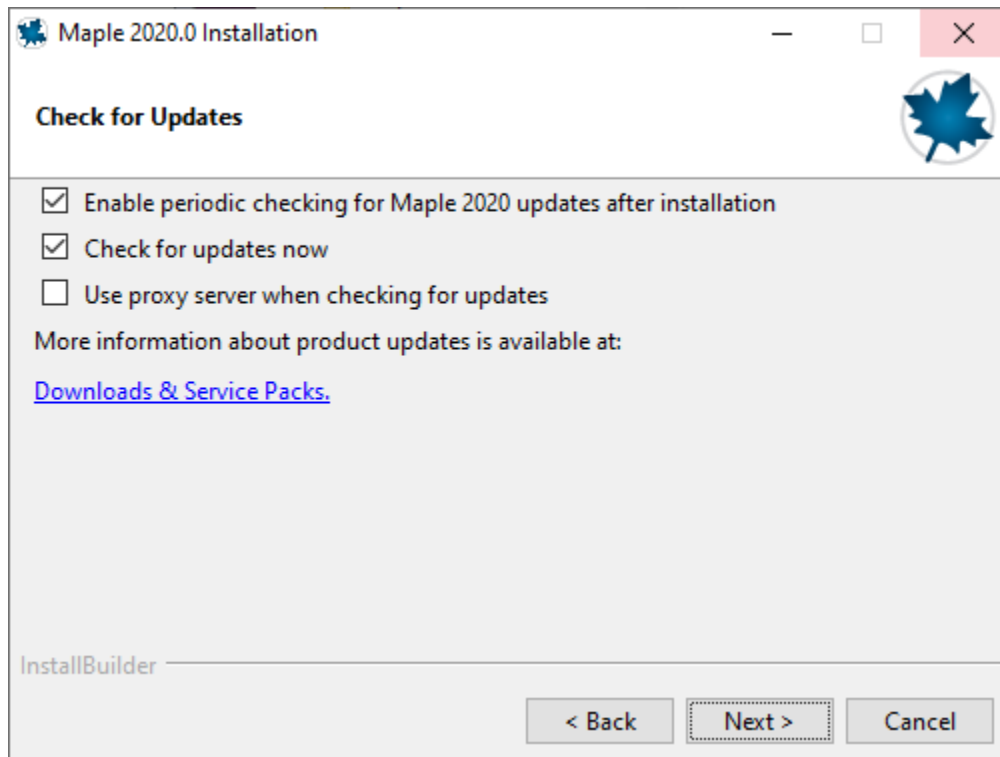 Maple 2020.0 Installation
Check for Updates
Enable periodic checking for Maple 2020 updates after installation
Check for updates now
Use proxy server when checking for updates
More information about product updates is available at:
Downloads & Service Packs.
InstallBuilder
< Back
Next >
Cancel